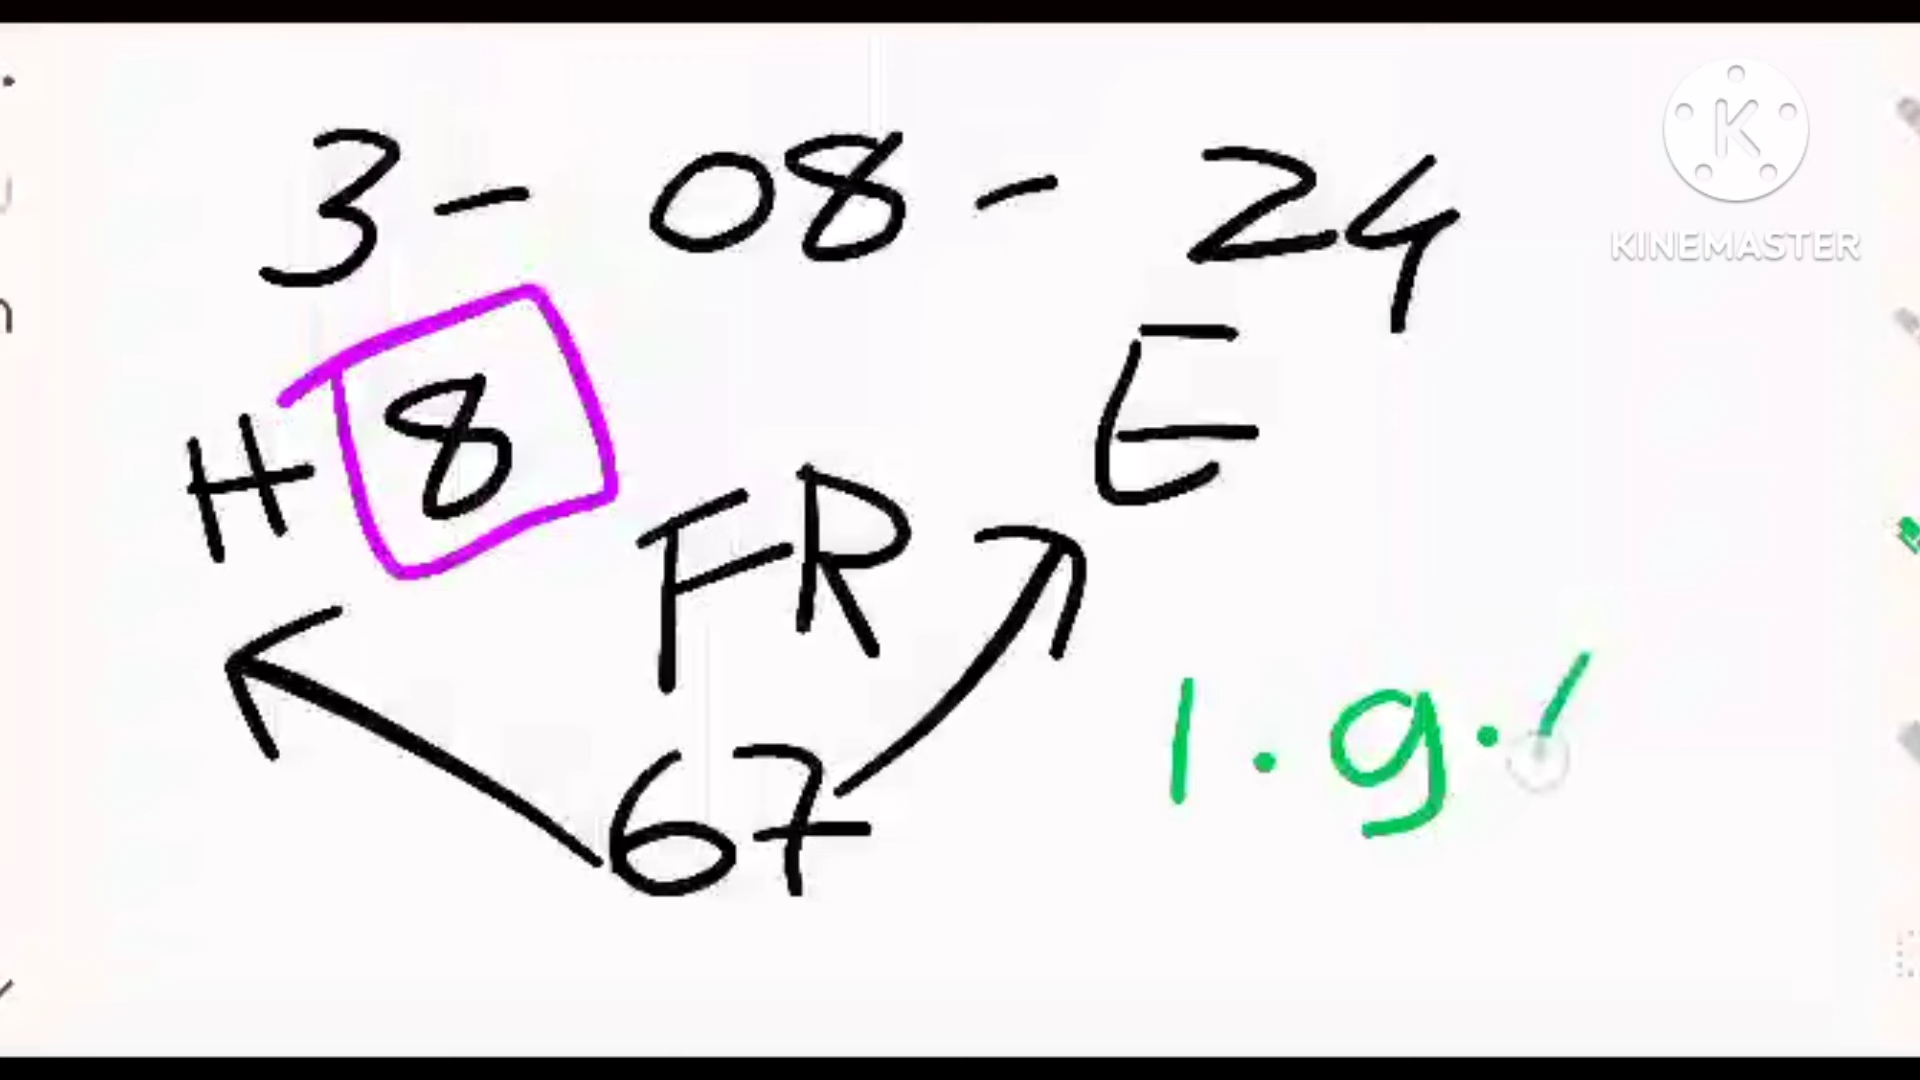 3 - 08 - 24
KINEMASTER
H 8
FR
E
67
1 . 9 .